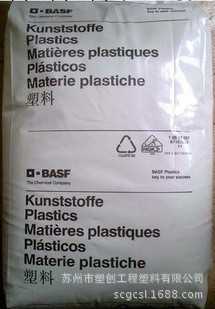 BASF
Kunststoffe
Plastics
Matières plastiques
Plásticos
Materie plastiche
塑料
BASF
The Chemical Company
BASF Plastics
key to your success
Kunststoffe
Plastics
Matières plastiques
Plásticos
Materie plastiche
塑料
苏州市塑创工程塑料有限公司
scgcsl.1688.com